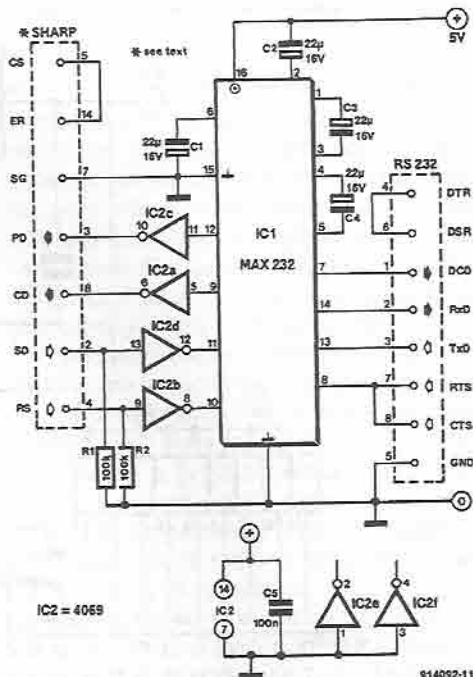 * SHARP
* see text
5V
CS 5
ER 14
SG 7
PD 3
CD 8
SD 2
RS 4
C2 22µ 16V
16 2
6 22µ 16V C1
15
1 C3 22µ 16V
3
4 22µ 16V
5 C4
IC1
MAX 232
IC2c 10 11 12
IC2a 6 5 9
IC2d 13 12 11
IC2b 9 8 10
R1 100k 100k R2
RS 232
4 DTR
6 DSR
7 1 DCD
14 2 RxD
13 3 TxD
8 7 RTS
8 CTS
5 GND
0
14
IC2
7
C5
100n
2 IC2e 1
4 IC2f 3
IC2 = 4069
914092-11